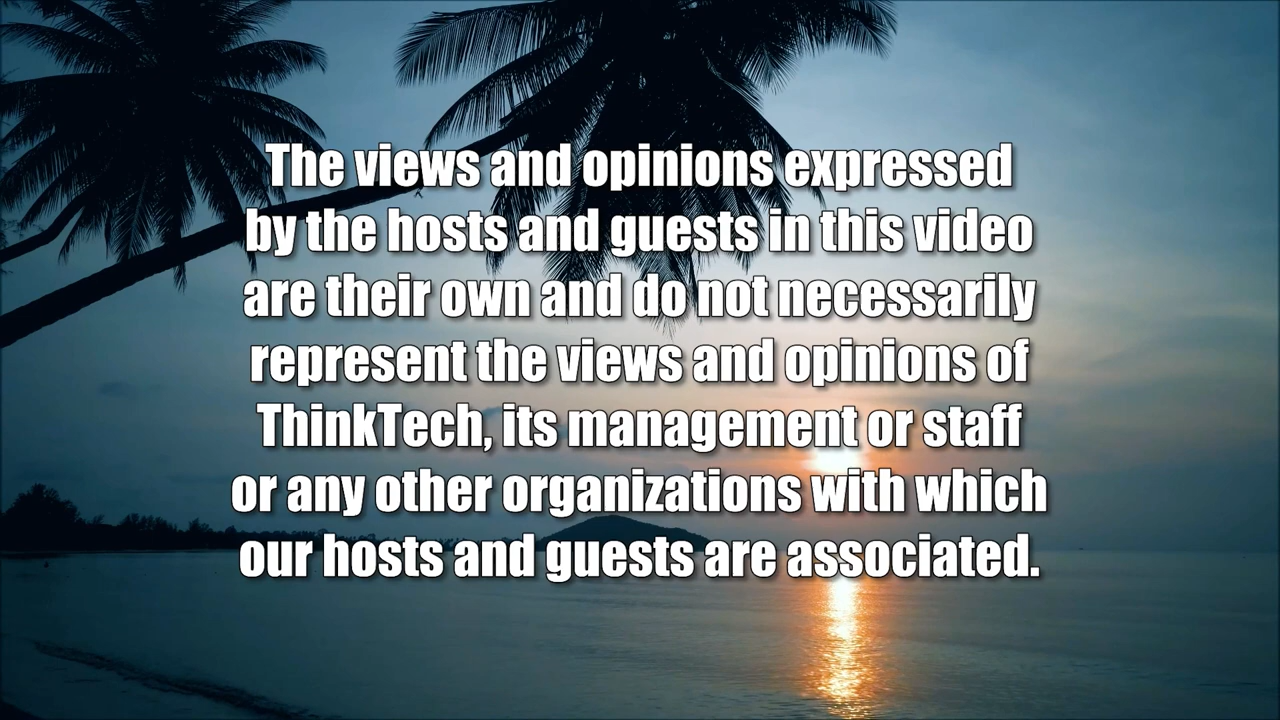 The views and opinions expressed
by the hosts and guests in this video
are their own and do not necessarily
represent the views and opinions of
ThinkTech, its management or staff
or any other organizations with which
our hosts and guests are associated.